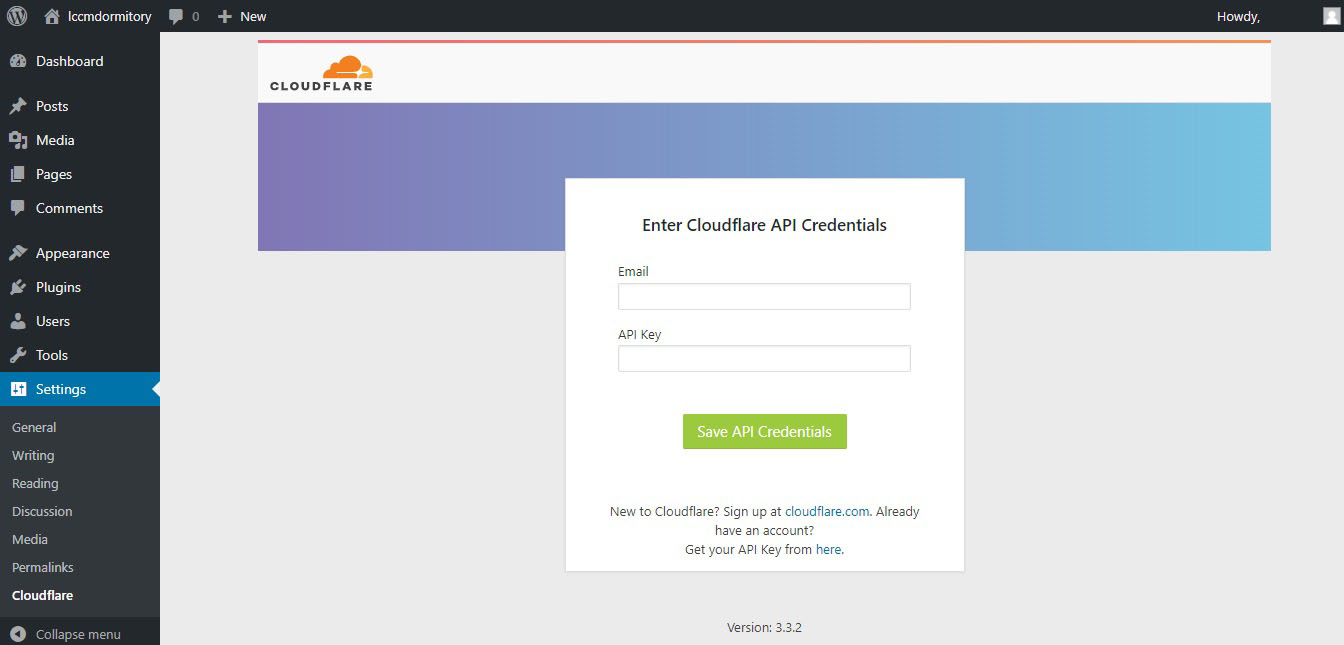 lccmdormitory 0 New Howdy,
Dashboard
Posts
Media
Pages
Comments
Appearance
Plugins
Users
Tools
Settings
General
Writing
Reading
Discussion
Media
Permalinks
Cloudflare
Collapse menu
CLOUDFLARE
Enter Cloudflare API Credentials
Email
API Key
Save API Credentials
New to Cloudflare? Sign up at cloudflare.com. Already
have an account?
Get your API Key from here.
Version: 3.3.2